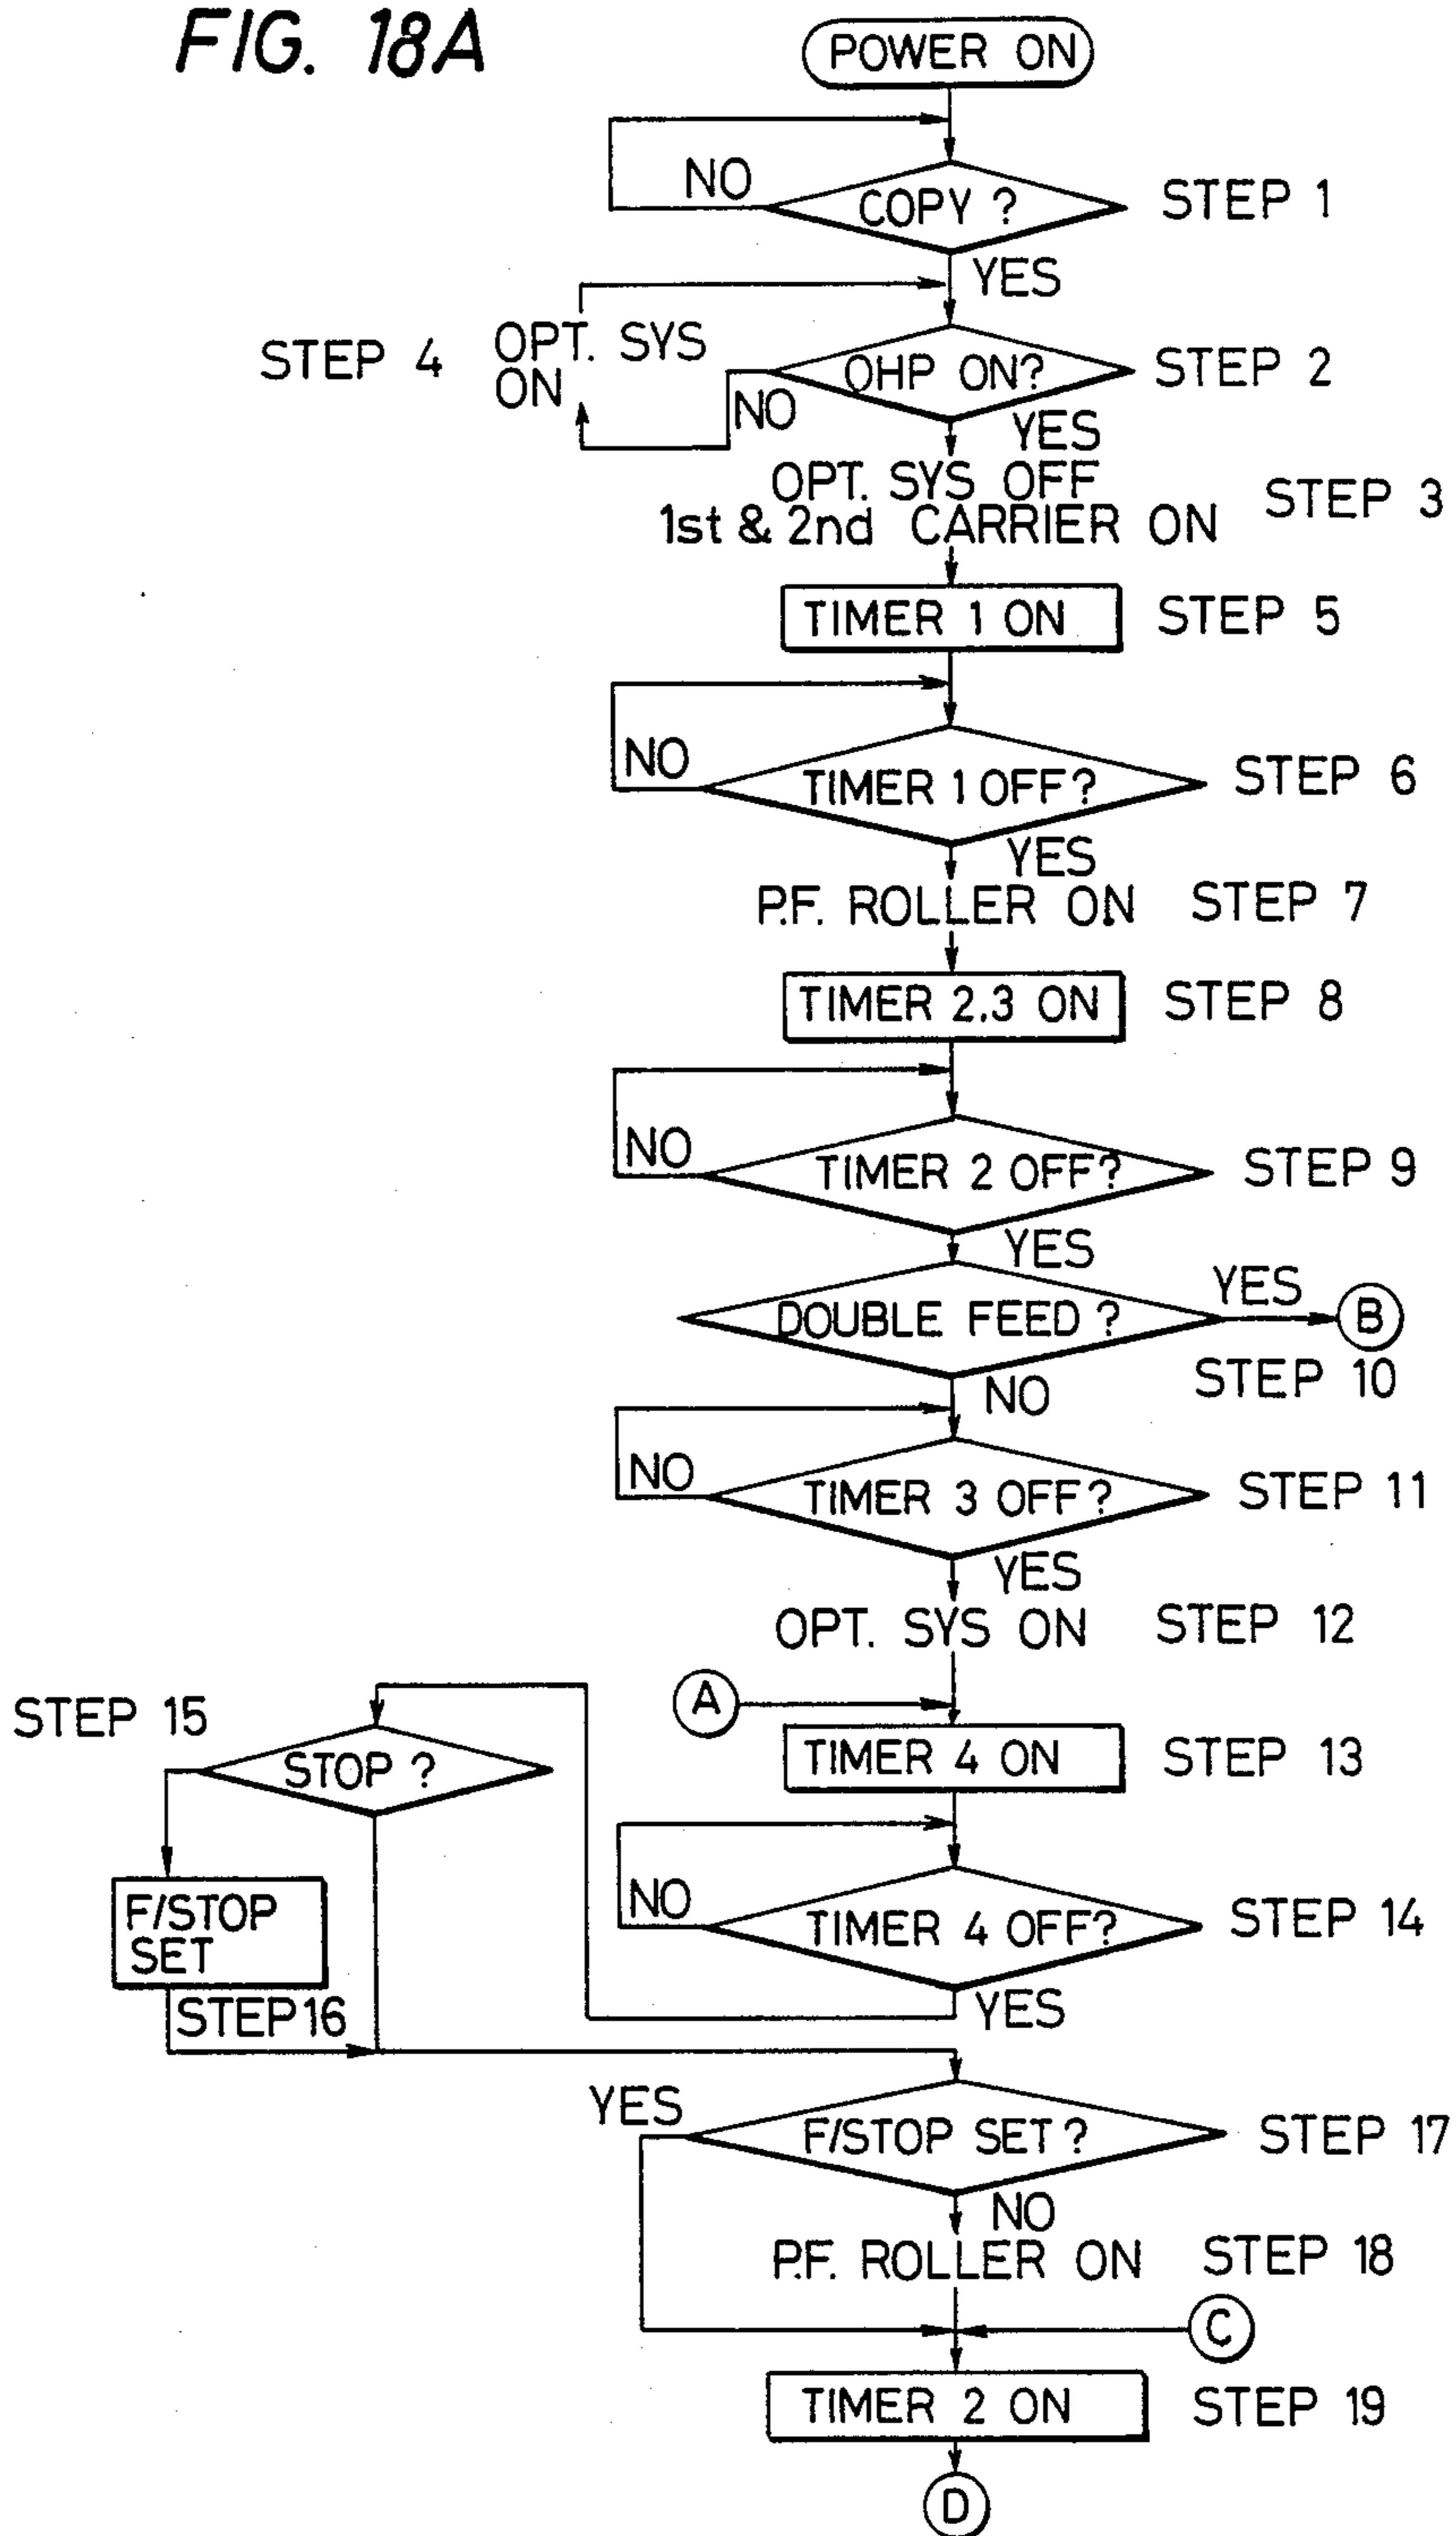 FIG. 18A
POWER ON
NO
COPY ?
STEP 1
YES
STEP 4
OPT. SYS
ON
OHP ON?
STEP 2
NO
YES
OPT. SYS OFF
1st & 2nd CARRIER ON
STEP 3
TIMER 1 ON
STEP 5
NO
TIMER 1 OFF?
STEP 6
YES
P.F. ROLLER ON
STEP 7
TIMER 2.3 ON
STEP 8
NO
TIMER 2 OFF?
STEP 9
YES
DOUBLE FEED ?
YES
B
STEP 10
NO
NO
TIMER 3 OFF?
STEP 11
YES
OPT. SYS ON
STEP 12
A
STEP 15
STOP ?
TIMER 4 ON
STEP 13
F/STOP
SET
NO
TIMER 4 OFF?
STEP 14
STEP16
YES
YES
F/STOP SET ?
STEP 17
NO
P.F. ROLLER ON
STEP 18
C
TIMER 2 ON
STEP 19
D